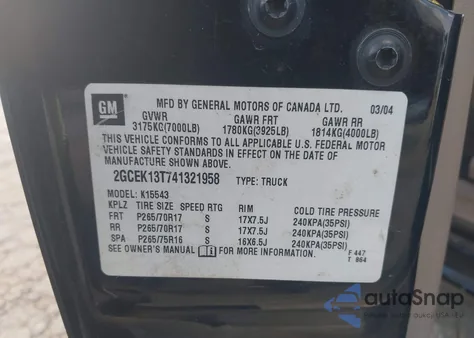 GM
MFD BY GENERAL MOTORS OF CANADA LTD. 03/04
GVWR GAWR FRT GAWR RR
3175KG(7000LB) 1780KG(3925LB) 1814KG(4000LB)
THIS VEHICLE CONFORMS TO ALL APPLICABLE U.S. FEDERAL MOTOR
VEHICLE SAFETY STANDARDS IN EFFECT ON THE DATE OF
MANUFACTURE SHOWN ABOVE.
2GCEK13T741321958 TYPE: TRUCK
MODEL: K15543
KPLZ TIRE SIZE SPEED RTG RIM COLD TIRE PRESSURE
FRT P265/70R17 S 17X7.5J 240KPA(35PSI)
RR P265/70R17 S 17X7.5J 240KPA(35PSI)
SPA P265/75R16 S 16X6.5J 240KPA(35PSI)
SEE OWNER'S MANUAL FOR MORE INFORMATION. F 447
T 864
autoSnap